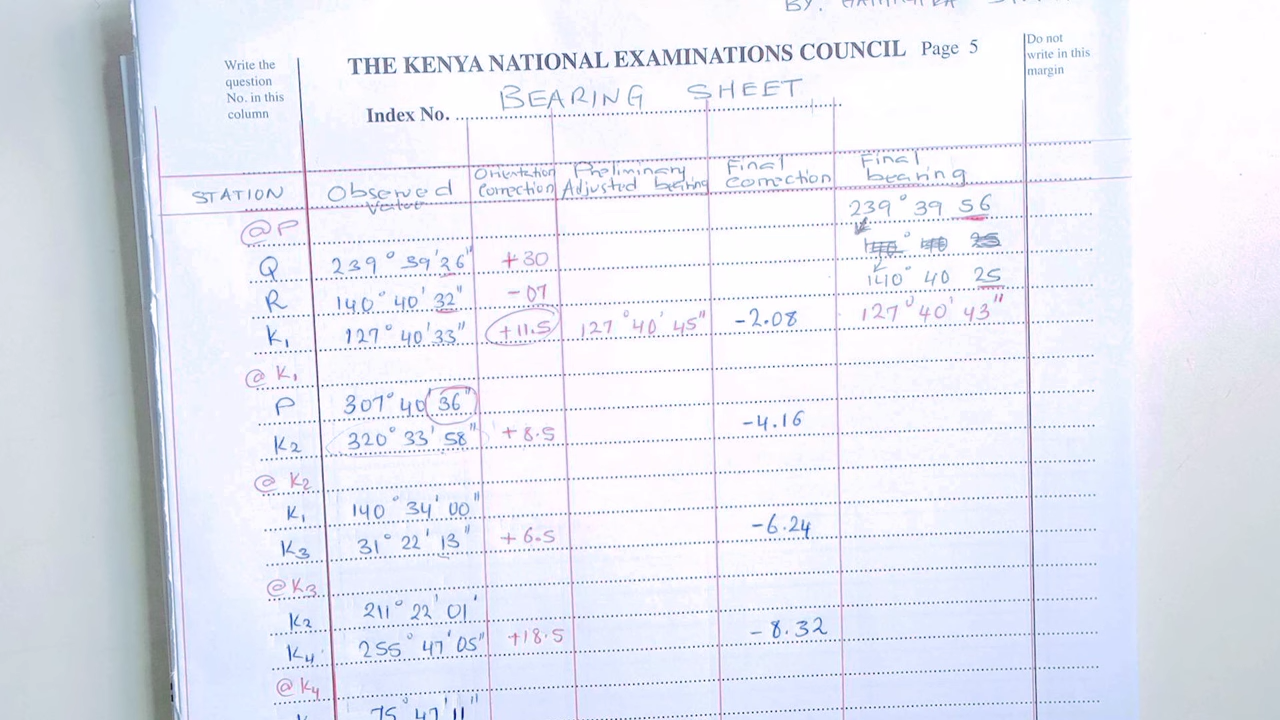 BY.
Write the question No. in this column
THE KENYA NATIONAL EXAMINATIONS COUNCIL Page 5
Do not write in this margin
Index No. BEARING SHEET
STATION Observed Value Orientation Correction Preliminary Adjusted bearing Final correction Final bearing
@P 239° 39 56
Q 239° 39' 26" +30
R 140° 40' 32" -07 140° 40 25
K1 127° 40' 33" +11.5 127° 40' 45" -2.08 127° 40' 43"
@ K1
P 307° 40' 36"
K2 320° 33' 58" +8.5 -4.16
@ K2
K1 140° 34' 00"
K3 31° 22' 13" +6.5 -6.24
@K3
K2 211° 22' 01'
K4 255° 47' 05" +18.5 -8.32
@K4
75° 47' 11"